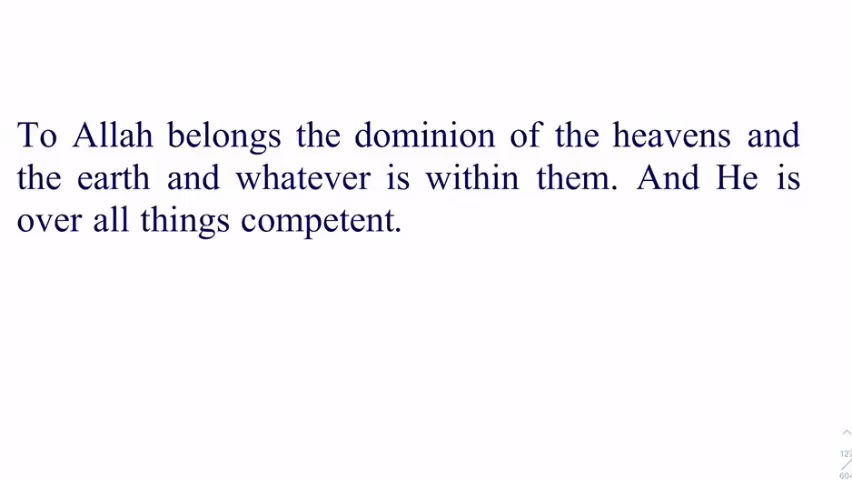 To Allah belongs the dominion of the heavens and
the earth and whatever is within them. And He is
over all things competent.
127